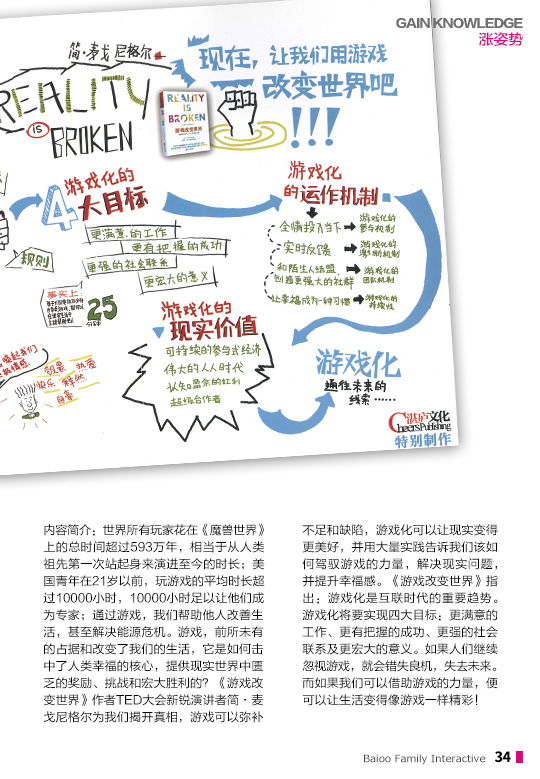 GAIN KNOWLEDGE
涨姿势
简·麦戈尼格尔
REALITY
IS
BROKEN
现在,让我们用游戏
改变世界吧
!!!
REALITY
IS
BROKEN
游戏改变世界
4
游戏化的
大目标
更满意的工作
更有把握的成功
更强的社会联系
更宏大的意义
规则
事实上
25
分钟
游戏化
的运作机制
全情投入当下
游戏化的
参与机制
实时反馈
游戏化的
激励机制
和陌生人结盟
创造更强大的社群
游戏化的
团队机制
让幸福成为一种习惯
游戏化的
持续性
游戏化的
现实价值
可持续的参与式经济
伟大的人人时代
认知盈余的红利
超级合作者
敬畏
热爱
快乐
释然
自豪
游戏化
通往未来的
线索……
湛庐文化
Cheers Publishing
特别制作
内容简介:世界所有玩家花在《魔兽世界》
上的总时间超过593万年,相当于从人类
祖先第一次站起身来演进至今的时长;美
国青年在21岁以前,玩游戏的平均时长超
过10000小时,10000小时足以让他们成
为专家;通过游戏,我们帮助他人改善生
活,甚至解决能源危机。游戏,前所未有
的占据和改变了我们的生活,它是如何击
中了人类幸福的核心,提供现实世界中匮
乏的奖励、挑战和宏大胜利的?《游戏改
变世界》作者TED大会新锐演讲者简·麦
戈尼格尔为我们揭开真相,游戏可以弥补
不足和缺陷,游戏化可以让现实变得
更美好,并用大量实践告诉我们该如
何驾驭游戏的力量,解决现实问题,
并提升幸福感。《游戏改变世界》指
出:游戏化是互联时代的重要趋势。
游戏化将要实现四大目标:更满意的
工作、更有把握的成功、更强的社会
联系及更宏大的意义。如果人们继续
忽视游戏,就会错失良机,失去未来。
而如果我们可以借助游戏的力量,便
可以让生活变得像游戏一样精彩!
Baioo Family Interactive 34